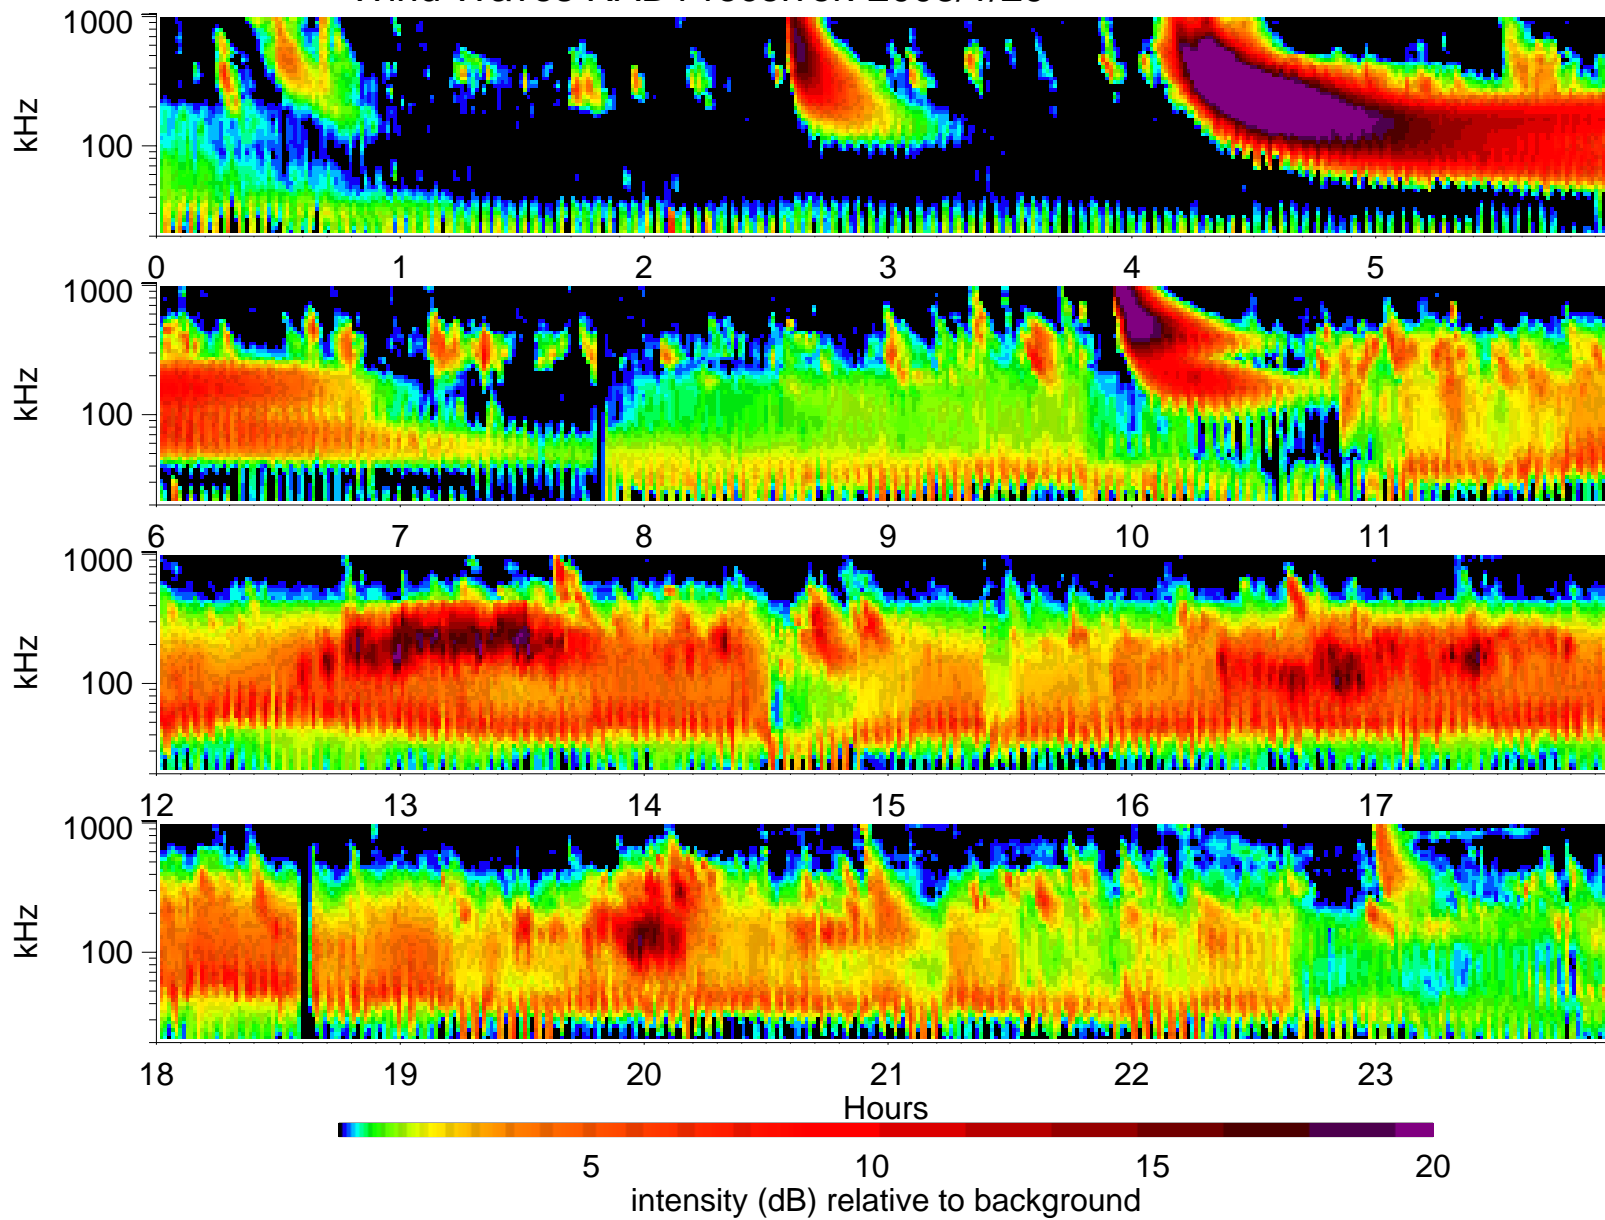 kHz 1000 100
0 1 2 3 4 5
kHz 1000 100
6 7 8 9 10 11
kHz 1000 100
12 13 14 15 16 17
kHz 1000 100
18 19 20 21 22 23
Hours
5 10 15 20
intensity (dB) relative to background